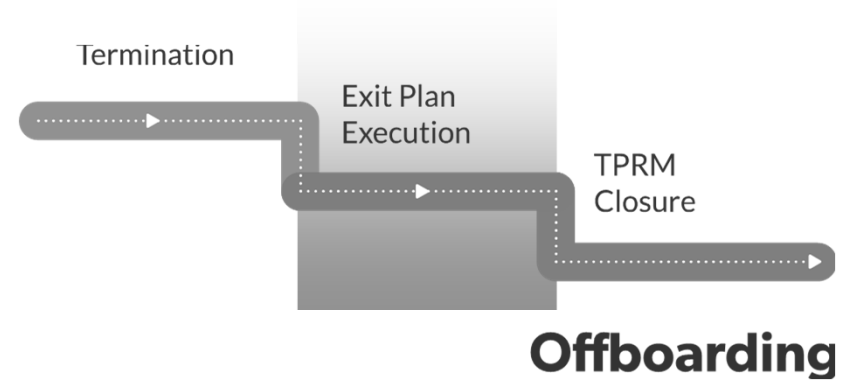 Termination
Exit Plan
Execution
TPRM
Closure
Offboarding